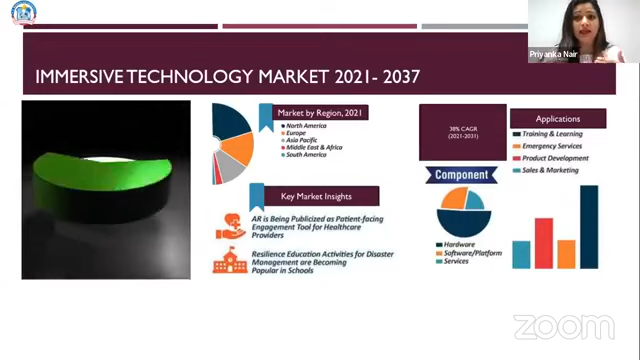 Priyanka Nair
IMMERSIVE TECHNOLOGY MARKET 2021- 2037
Market by Region, 2021
North America
Europe
Asia Pacific
Middle East & Africa
South America
Key Market Insights
AR is Being Publicized as Patient-facing
Engagement Tool for Healthcare
Providers
Resilience Education Activities for Disaster
Management are Becoming
Popular in Schools
38% CAGR
(2021-2031)
Component
Hardware
Software/Platform
Services
Applications
Training & Learning
Emergency Services
Product Development
Sales & Marketing
zoom